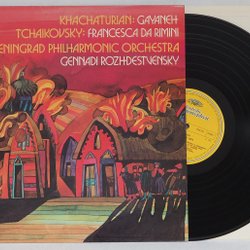 KHACHATURIAN: GAYANEH
TCHAIKOVSKY: FRANCESCA DA RIMINI
LENINGRAD PHILHARMONIC ORCHESTRA
GENNADI ROZHDESTVENSKY